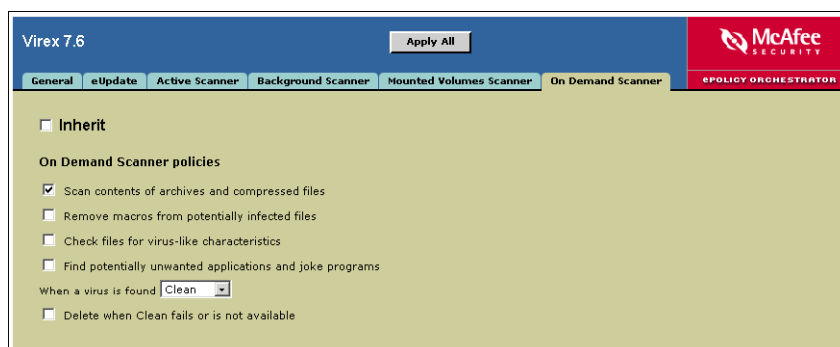 Virex 7.6
Apply All
McAfee
SECURITY
General
eUpdate
Active Scanner
Background Scanner
Mounted Volumes Scanner
On Demand Scanner
ePOLICY ORCHESTRATOR
Inherit
On Demand Scanner policies
Scan contents of archives and compressed files
Remove macros from potentially infected files
Check files for virus-like characteristics
Find potentially unwanted applications and joke programs
When a virus is found Clean
Delete when Clean fails or is not available